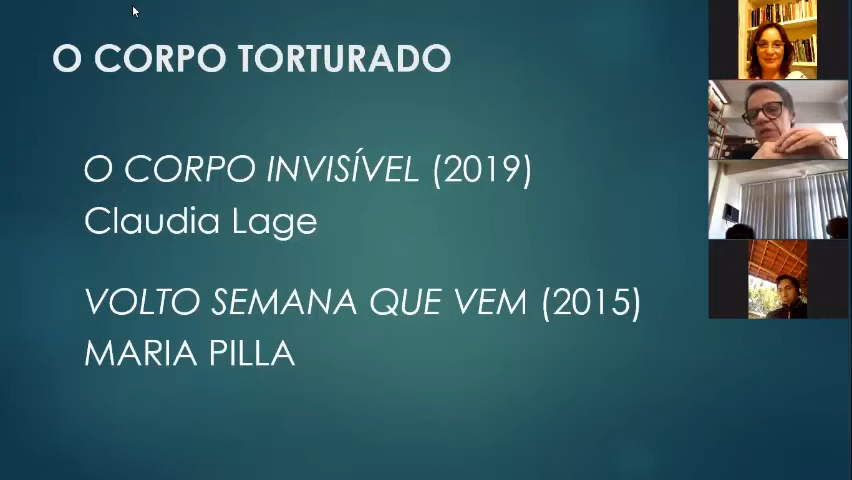 O CORPO TORTURADO
O CORPO INVISÍVEL (2019)
Claudia Lage
VOLTO SEMANA QUE VEM (2015)
MARIA PILLA